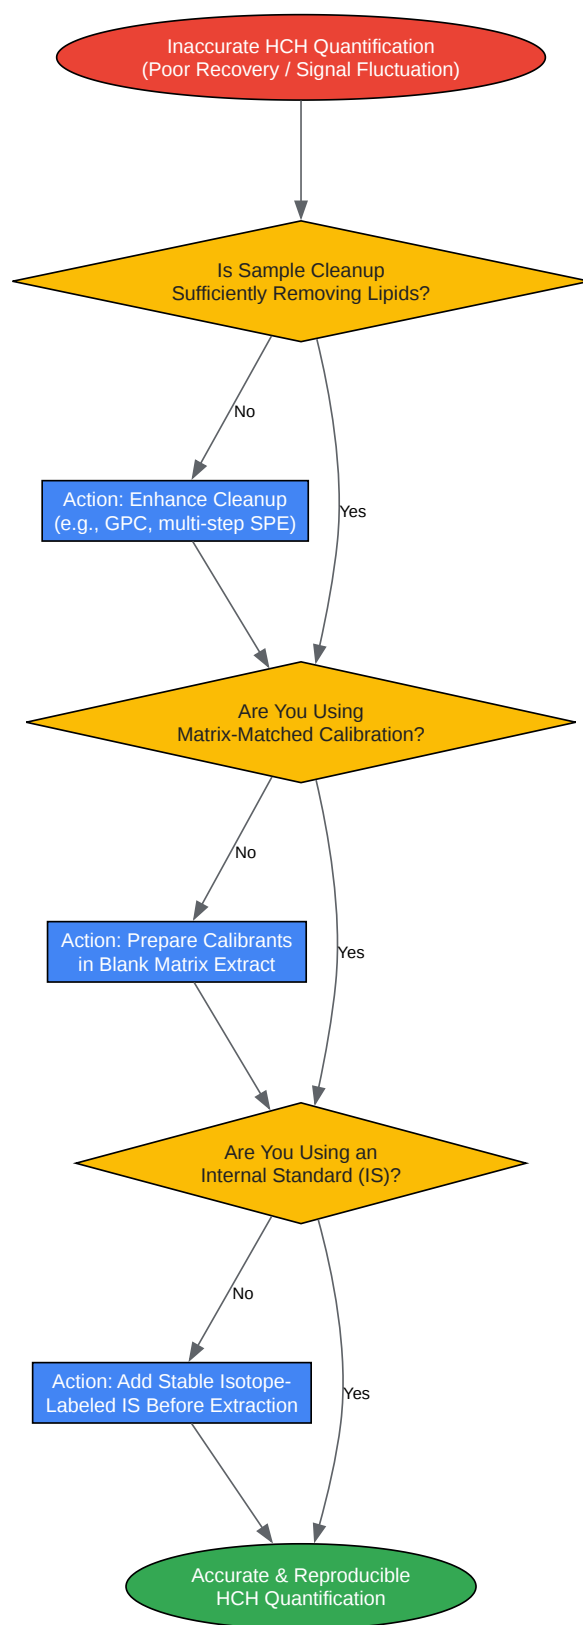 Inaccurate HCH Quantification
(Poor Recovery / Signal Fluctuation)
Is Sample Cleanup
Sufficiently Removing Lipids?
No
Action: Enhance Cleanup
(e.g., GPC, multi-step SPE)
Yes
Are You Using
Matrix-Matched Calibration?
No
Action: Prepare Calibrants
in Blank Matrix Extract
Yes
Are You Using an
Internal Standard (IS)?
No
Action: Add Stable Isotope-
Labeled IS Before Extraction
Yes
Accurate & Reproducible
HCH Quantification